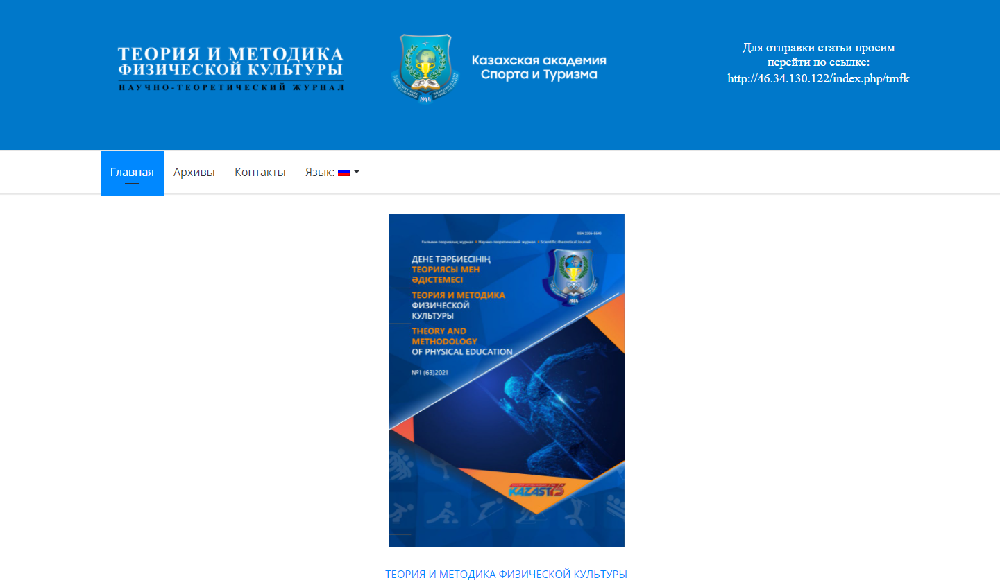 ТЕОРИЯ И МЕТОДИКА
ФИЗИЧЕСКОЙ КУЛЬТУРЫ
НАУЧНО-ТЕОРЕТИЧЕСКИЙ ЖУРНАЛ
1944
Казахская академия
Спорта и Туризма
Для отправки статьи просим
перейти по ссылке:
http://46.34.130.122/index.php/tmfk
Главная
Архивы
Контакты
Язык:
ISSN 2306-5540
Ғылыми-теориялық журнал • Научно-теоретический журнал • Scientific-theoretical Journal
ДЕНЕ ТӘРБИЕСІНІҢ
ТЕОРИЯСЫ МЕН
ӘДІСТЕМЕСІ
1944
ТЕОРИЯ И МЕТОДИКА
ФИЗИЧЕСКОЙ
КУЛЬТУРЫ
THEORY AND
METHODOLOGY
OF PHYSICAL EDUCATION
№1 (63)2021
KAZAST75
ТЕОРИЯ И МЕТОДИКА ФИЗИЧЕСКОЙ КУЛЬТУРЫ